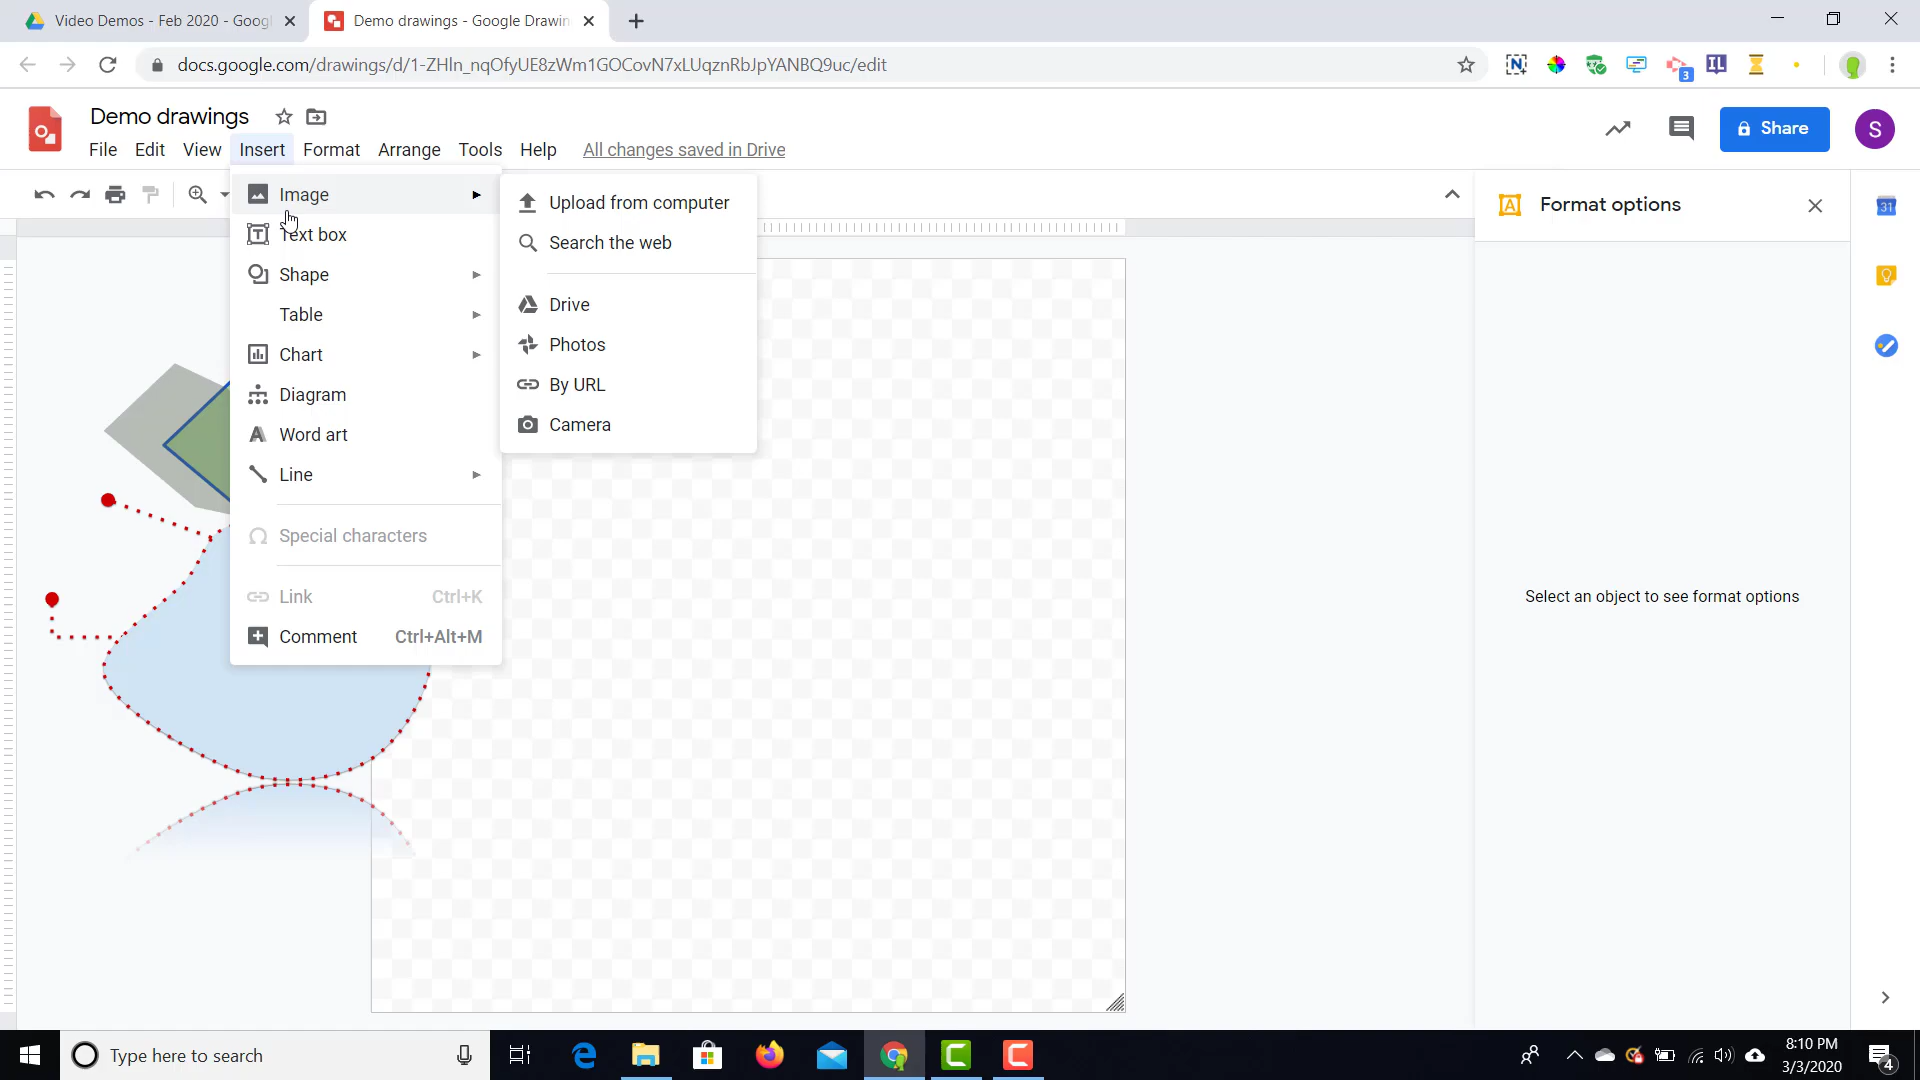 Video Demos - Feb 2020 - Googl
Demo drawings - Google Drawin
docs.google.com/drawings/d/1-ZHln_nqOfyUE8zWm1GOCovN7xLUqznRbJpYANBQ9uc/edit
N
IL
3
Demo drawings
File Edit View Insert Format Arrange Tools Help All changes saved in Drive
Share
S
Image
Text box
Shape
Table
Chart
Diagram
Word art
Line
Special characters
Link Ctrl+K
Comment Ctrl+Alt+M
Upload from computer
Search the web
Drive
Photos
By URL
Camera
Format options
31
Select an object to see format options
Type here to search
8:10 PM
3/3/2020
4